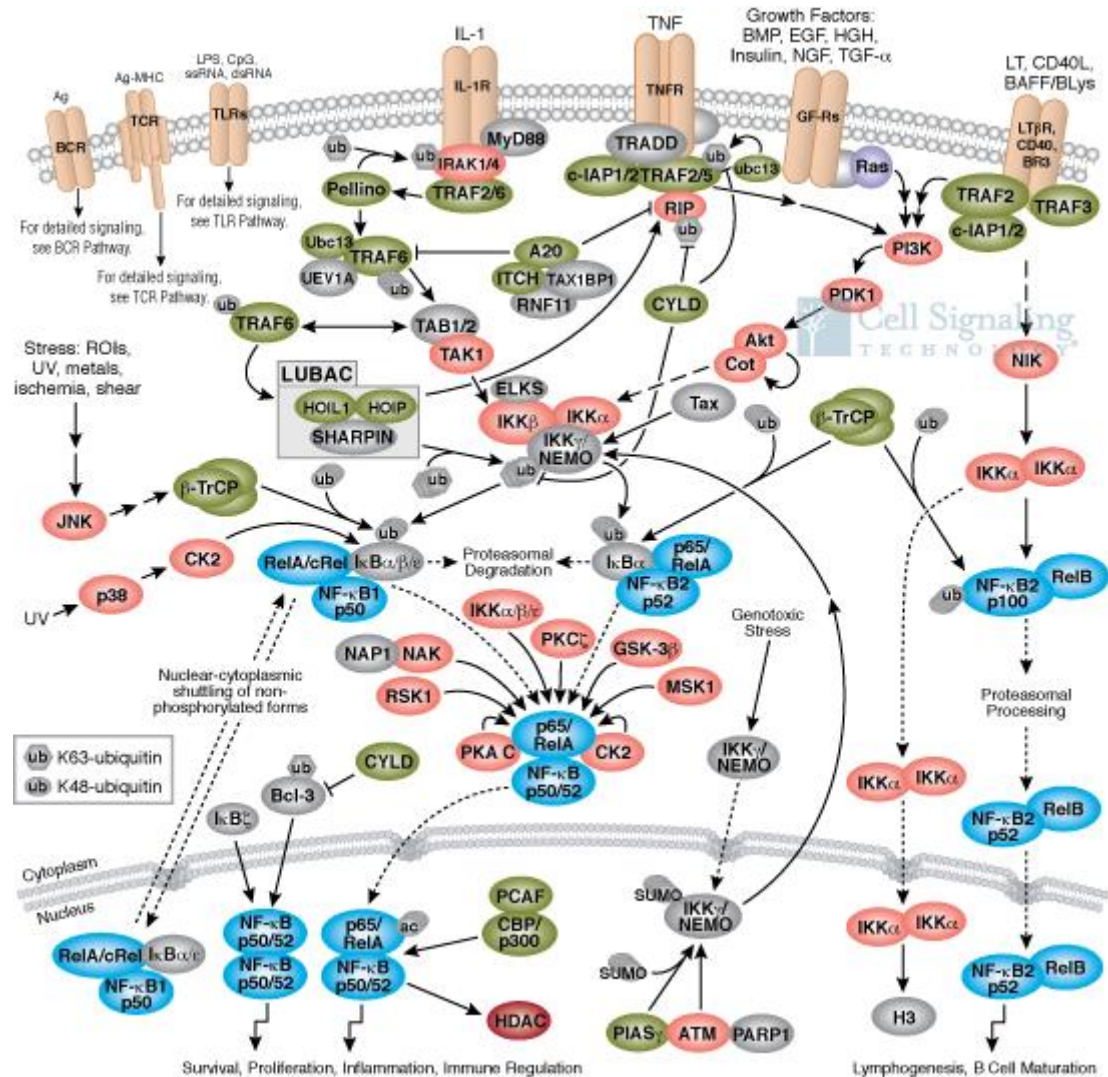 IL-1
TNF
Growth Factors:
BMP, EGF, HGH,
Insulin, NGF, TGF-α
LT, CD40L,
BAFF/BLys
LPS, CpG,
ssRNA, dsRNA
Ag-MHC
Ag
BCR
TCR
TLRs
IL-1R
TNFR
GF-Rs
LTβR,
CD40,
BR3
MyD88
TRADD
ub
ub
IRAK1/4
ub
ubc13
Ras
Pellino
TRAF2/6
c-IAP1/2
TRAF2/5
TRAF2
TRAF3
c-IAP1/2
RIP
ub
PI3K
For detailed signaling,
see BCR Pathway.
For detailed signaling,
see TLR Pathway.
For detailed signaling,
see TCR Pathway.
Ubc13
TRAF6
UEV1A
ub
A20
ITCH
TAX1BP1
RNF11
CYLD
PDK1
Cell Signaling
TECHNOLOGY®
ub
TRAF6
TAB1/2
TAK1
Akt
Cot
NIK
Stress: ROIs,
UV, metals,
ischemia, shear
LUBAC
HOIL1
HOIP
SHARPIN
ELKS
IKKβ
IKKα
IKKγ/
NEMO
Tax
ub
ub
ub
ub
β-TrCP
ub
IKKα
IKKα
JNK
β-TrCP
ub
ub
CK2
p38
UV
RelA/cRel
IκBα/β/ε
NF-κB1
p50
Proteasomal
Degradation
IκBα
p65/
RelA
NF-κB2
p52
NF-κB2
p100
RelB
ub
IKKα/β/ε
PKCζ
GSK-3β
MSK1
NAP1
NAK
RSK1
Genotoxic
Stress
Nuclear-cytoplasmic
shuttling of non-
phosphorylated forms
Proteasomal
Processing
p65/
RelA
PKA C
CK2
NF-κB
p50/52
IKKγ/
NEMO
ub K63-ubiquitin
ub K48-ubiquitin
ub
CYLD
Bcl-3
IκBζ
IKKα
IKKα
NF-κB2
p52
RelB
Cytoplasm
Nucleus
PCAF
CBP/
p300
SUMO
IKKγ/
NEMO
IKKα
IKKα
RelA/cRel
IκBα/ε
NF-κB1
p50
NF-κB
p50/52
NF-κB
p50/52
p65/
RelA
ac
NF-κB
p50/52
HDAC
SUMO
PIASγ
ATM
PARP1
H3
NF-κB2
p52
RelB
Survival, Proliferation, Inflammation, Immune Regulation
Lymphogenesis, B Cell Maturation